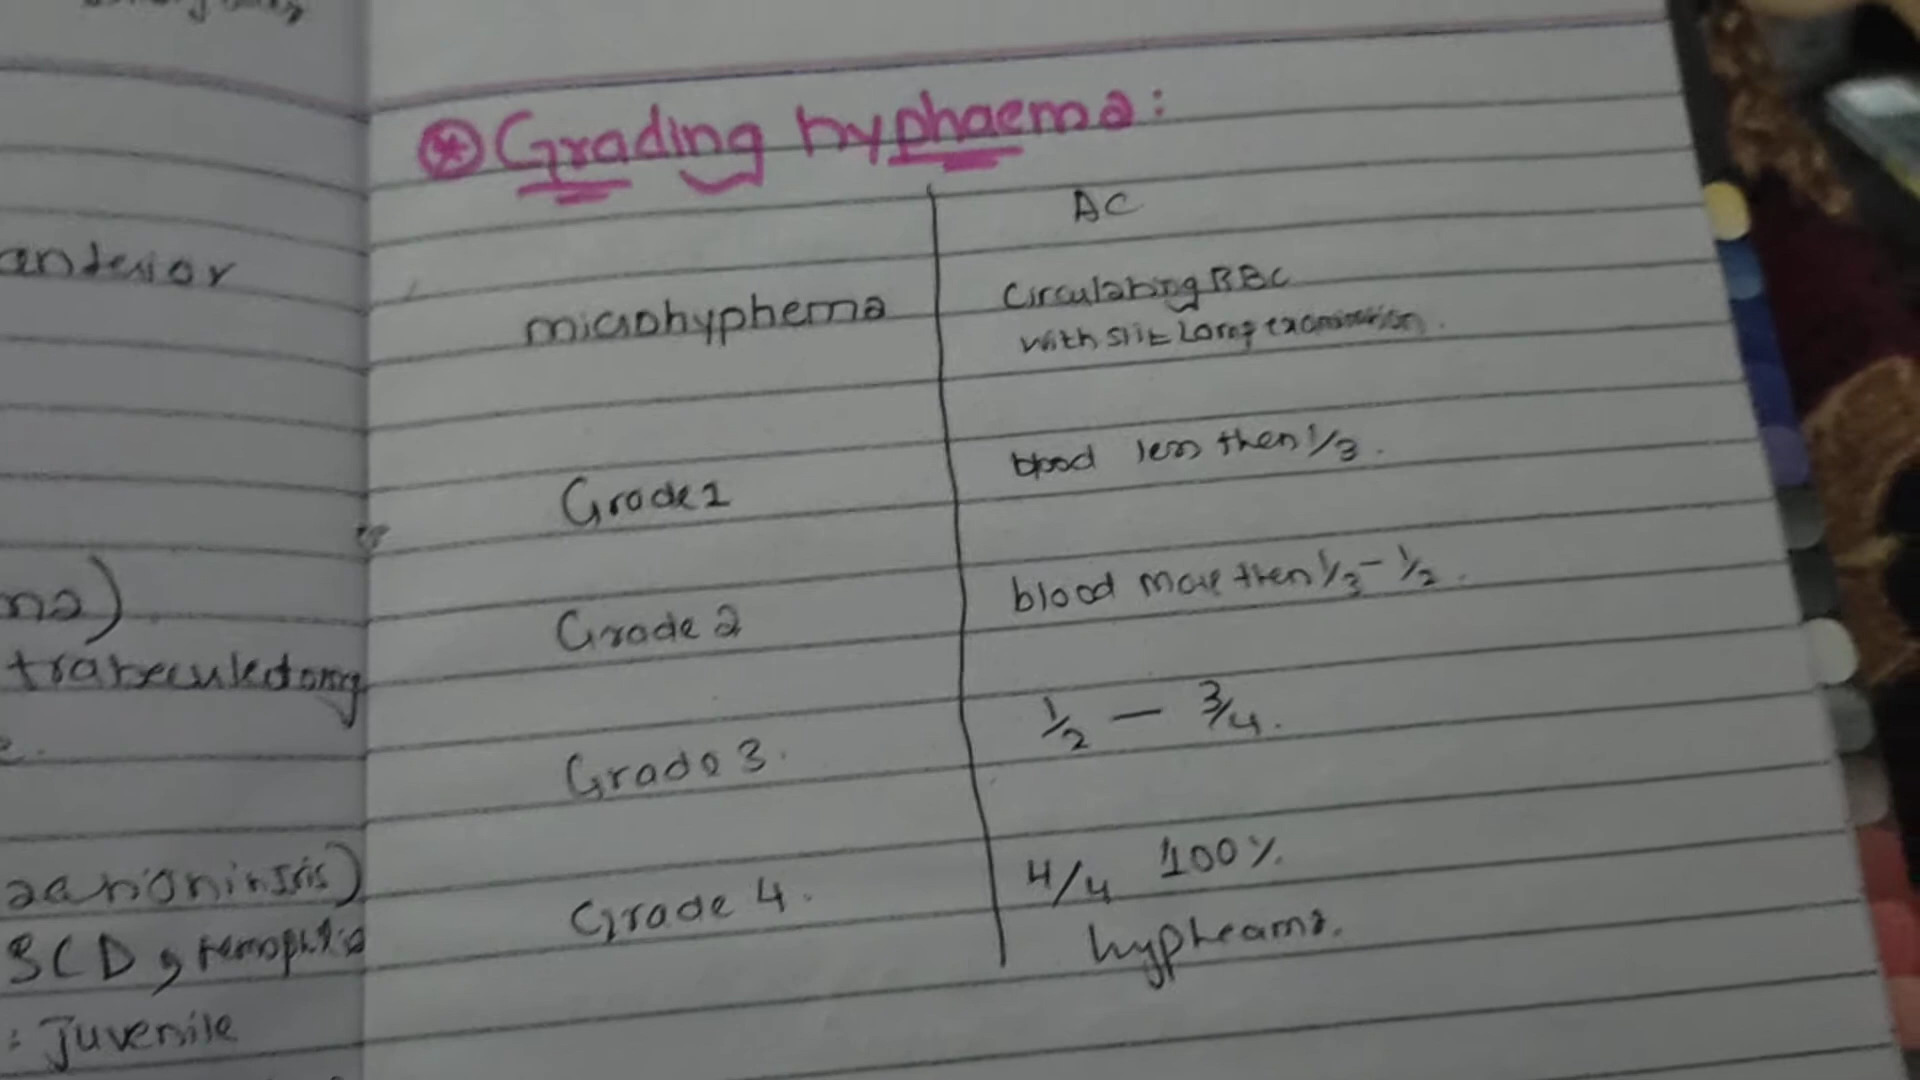 anterior
trabeculectomy
SCD,
: Juvenile
Grading hyphaema:
AC
microhyphema
Circulating RBC
with slit Lamp examination.
Grade 1
blood less then 1/3.
Grade 2
blood more then 1/3 - 1/2.
Grade 3.
1/2 — 3/4.
Grade 4.
4/4 100%
hypheama.